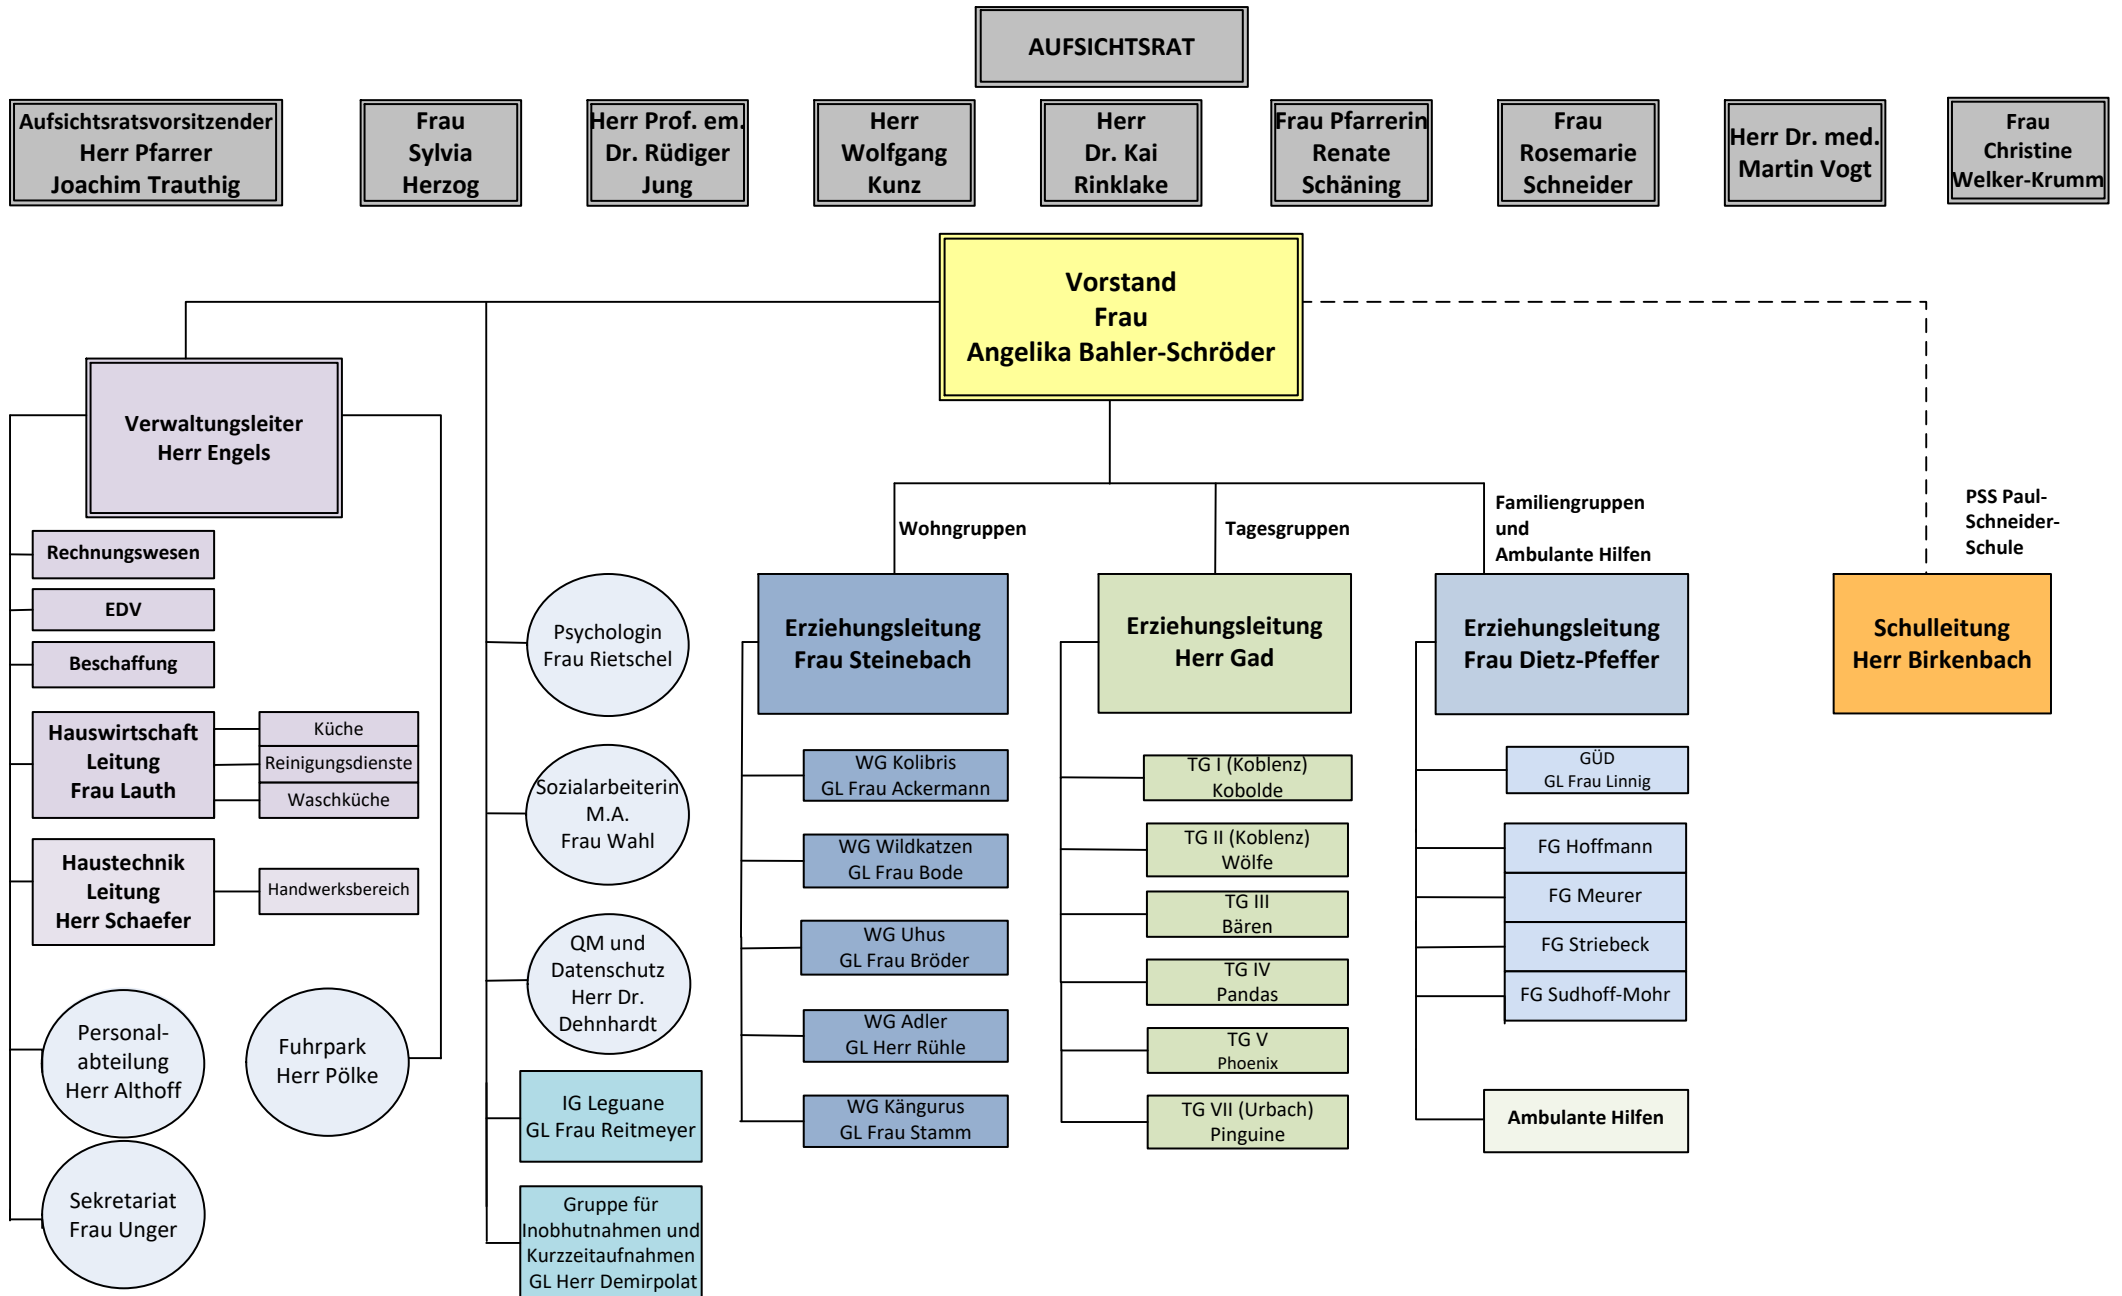 AUFSICHTSRAT
Aufsichtsratsvorsitzender
Herr Pfarrer
Joachim Trauthig
Frau
Sylvia
Herzog
Herr Prof. em.
Dr. Rüdiger
Jung
Herr
Wolfgang
Kunz
Herr
Dr. Kai
Rinklake
Frau Pfarrerin
Renate
Schäning
Frau
Rosemarie
Schneider
Herr Dr. med.
Martin Vogt
Frau
Christine
Welker-Krumm
Vorstand
Frau
Angelika Bahler-Schröder
Verwaltungsleiter
Herr Engels
Rechnungswesen
EDV
Beschaffung
Hauswirtschaft
Leitung
Frau Lauth
Küche
Reinigungsdienste
Waschküche
Haustechnik
Leitung
Herr Schaefer
Handwerksbereich
Personal-
abteilung
Herr Althoff
Fuhrpark
Herr Pölke
Sekretariat
Frau Unger
Psychologin
Frau Rietschel
Sozialarbeiterin
M.A.
Frau Wahl
QM und
Datenschutz
Herr Dr.
Dehnhardt
IG Leguane
GL Frau Reitmeyer
Gruppe für
Inobhutnahmen und
Kurzzeitaufnahmen
GL Herr Demirpolat
Wohngruppen
Erziehungsleitung
Frau Steinebach
WG Kolibris
GL Frau Ackermann
WG Wildkatzen
GL Frau Bode
WG Uhus
GL Frau Bröder
WG Adler
GL Herr Rühle
WG Kängurus
GL Frau Stamm
Tagesgruppen
Erziehungsleitung
Herr Gad
TG I (Koblenz)
Kobolde
TG II (Koblenz)
Wölfe
TG III
Bären
TG IV
Pandas
TG V
Phoenix
TG VII (Urbach)
Pinguine
Familiengruppen
und
Ambulante Hilfen
Erziehungsleitung
Frau Dietz-Pfeffer
GÜD
GL Frau Linnig
FG Hoffmann
FG Meurer
FG Striebeck
FG Sudhoff-Mohr
Ambulante Hilfen
PSS Paul-
Schneider-
Schule
Schulleitung
Herr Birkenbach